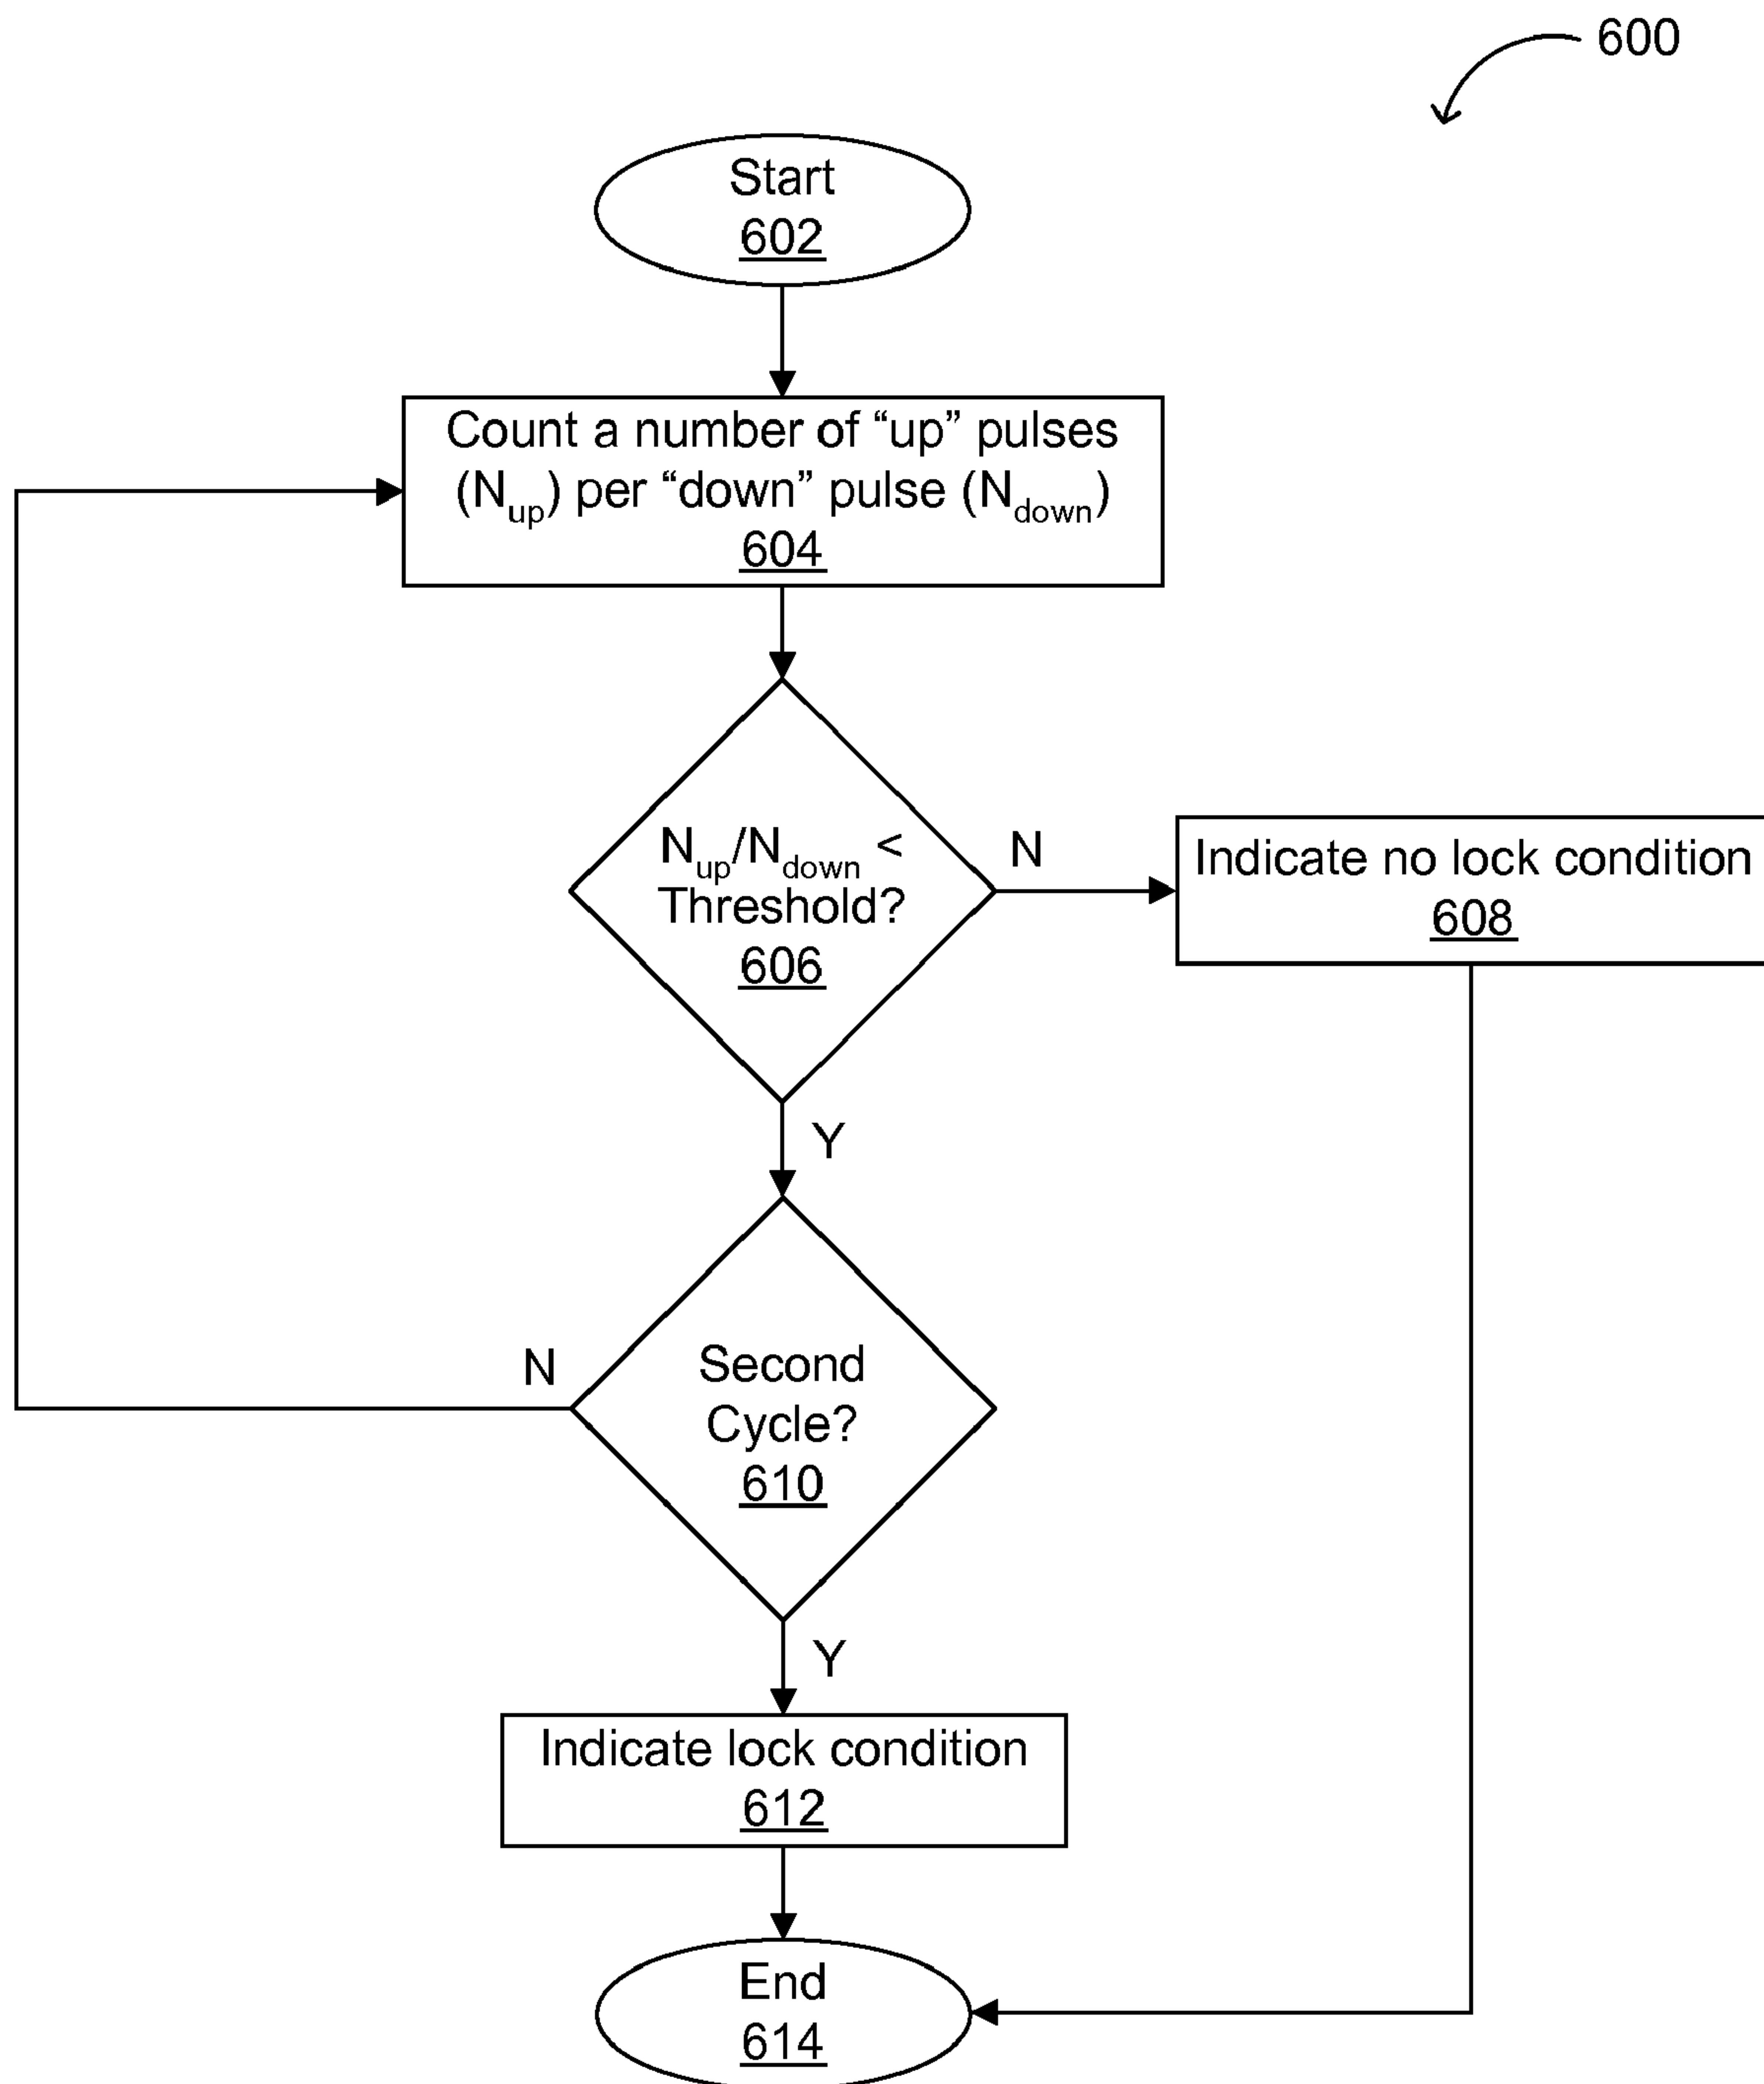 600
Start
602
Count a number of “up” pulses
(Nup) per “down” pulse (Ndown)
604
Nup/Ndown <
Threshold?
606
N
Indicate no lock condition
608
Y
Second
Cycle?
610
N
Y
Indicate lock condition
612
End
614